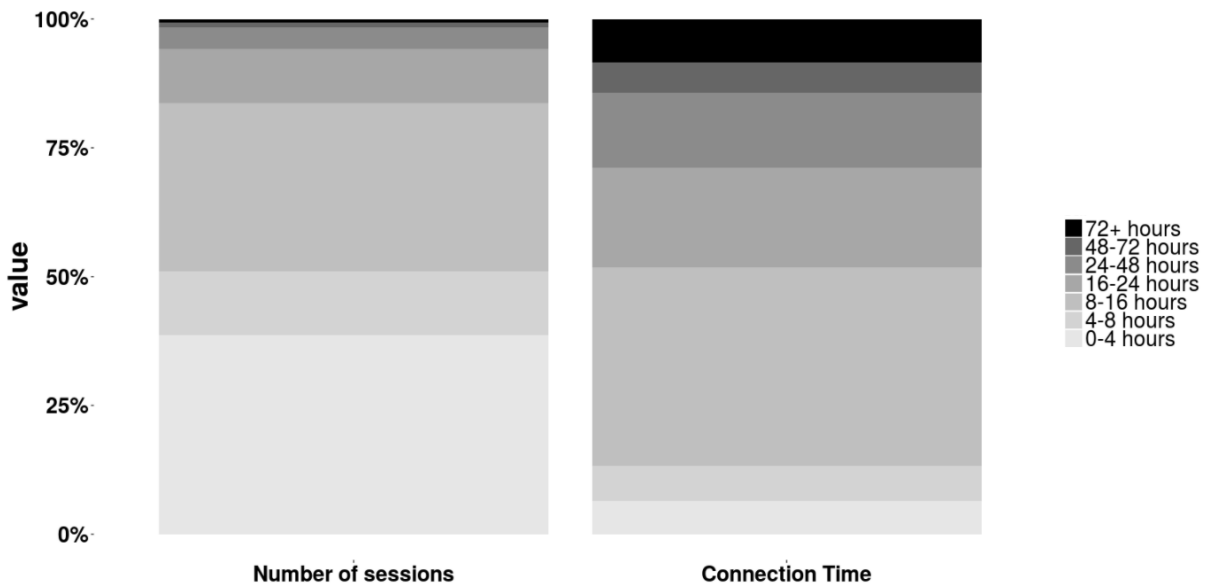 100%
75%
50%
25%
0%
value
Number of sessions
Connection Time
72+ hours
48-72 hours
24-48 hours
16-24 hours
8-16 hours
4-8 hours
0-4 hours